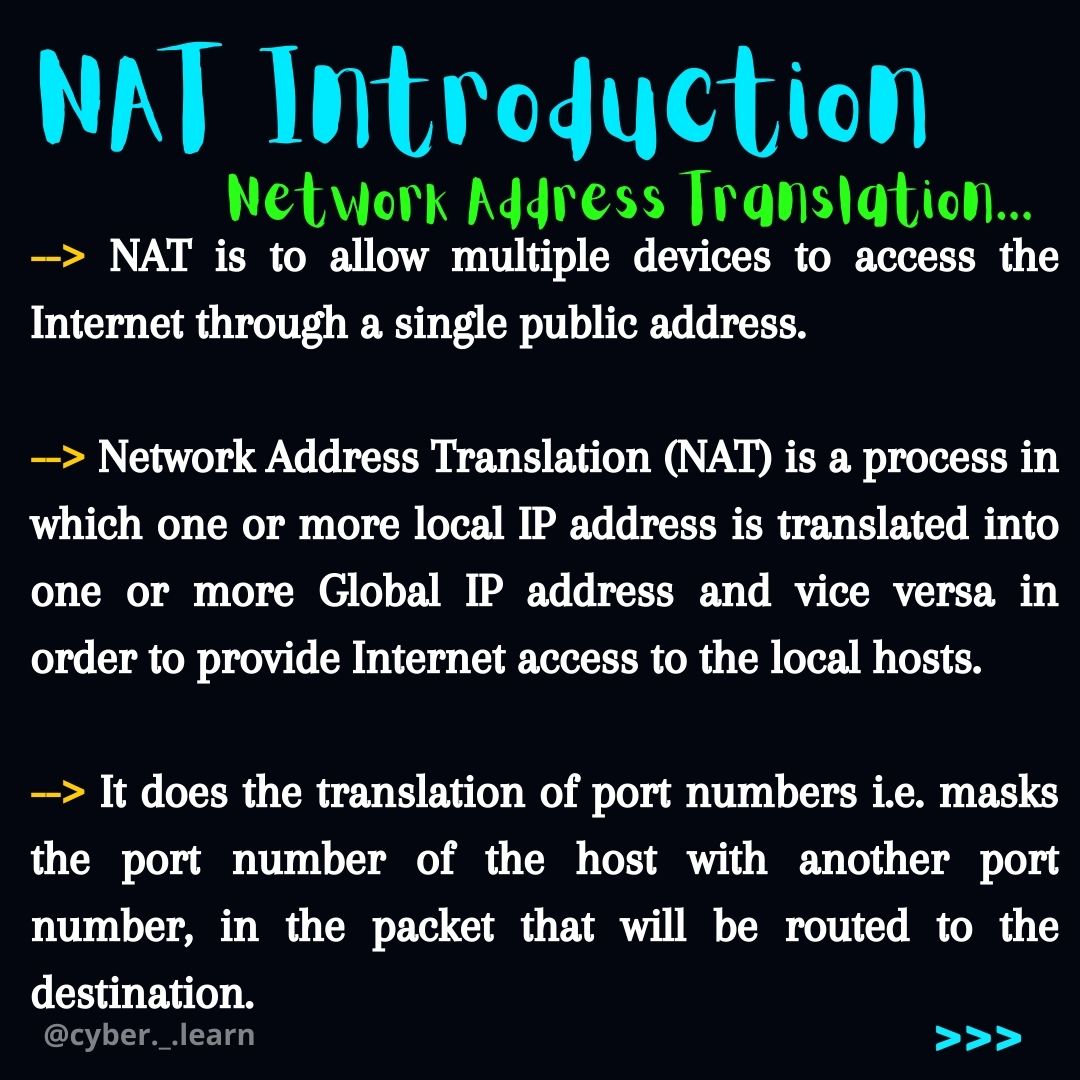 NAT Introduction
Network Address Translation...
--> NAT is to allow multiple devices to access the
Internet through a single public address.
--> Network Address Translation (NAT) is a process in
which one or more local IP address is translated into
one or more Global IP address and vice versa in
order to provide Internet access to the local hosts.
--> It does the translation of port numbers i.e. masks
the port number of the host with another port
number, in the packet that will be routed to the
destination.
@cyber._.learn
>>>